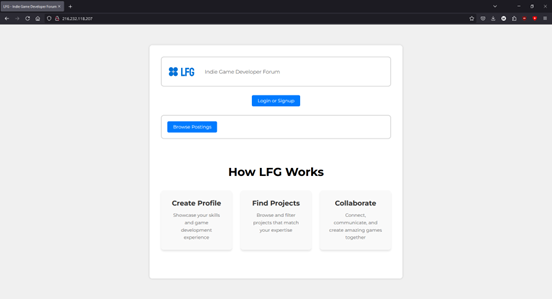 LFG - Indie Game Developer Forum
216.232.118.207
LFG
Indie Game Developer Forum
Login or Signup
Browse Postings
How LFG Works
Create Profile
Showcase your skills
and game
development
experience
Find Projects
Browse and filter
projects that match
your expertise
Collaborate
Connect,
communicate, and
create amazing games
together